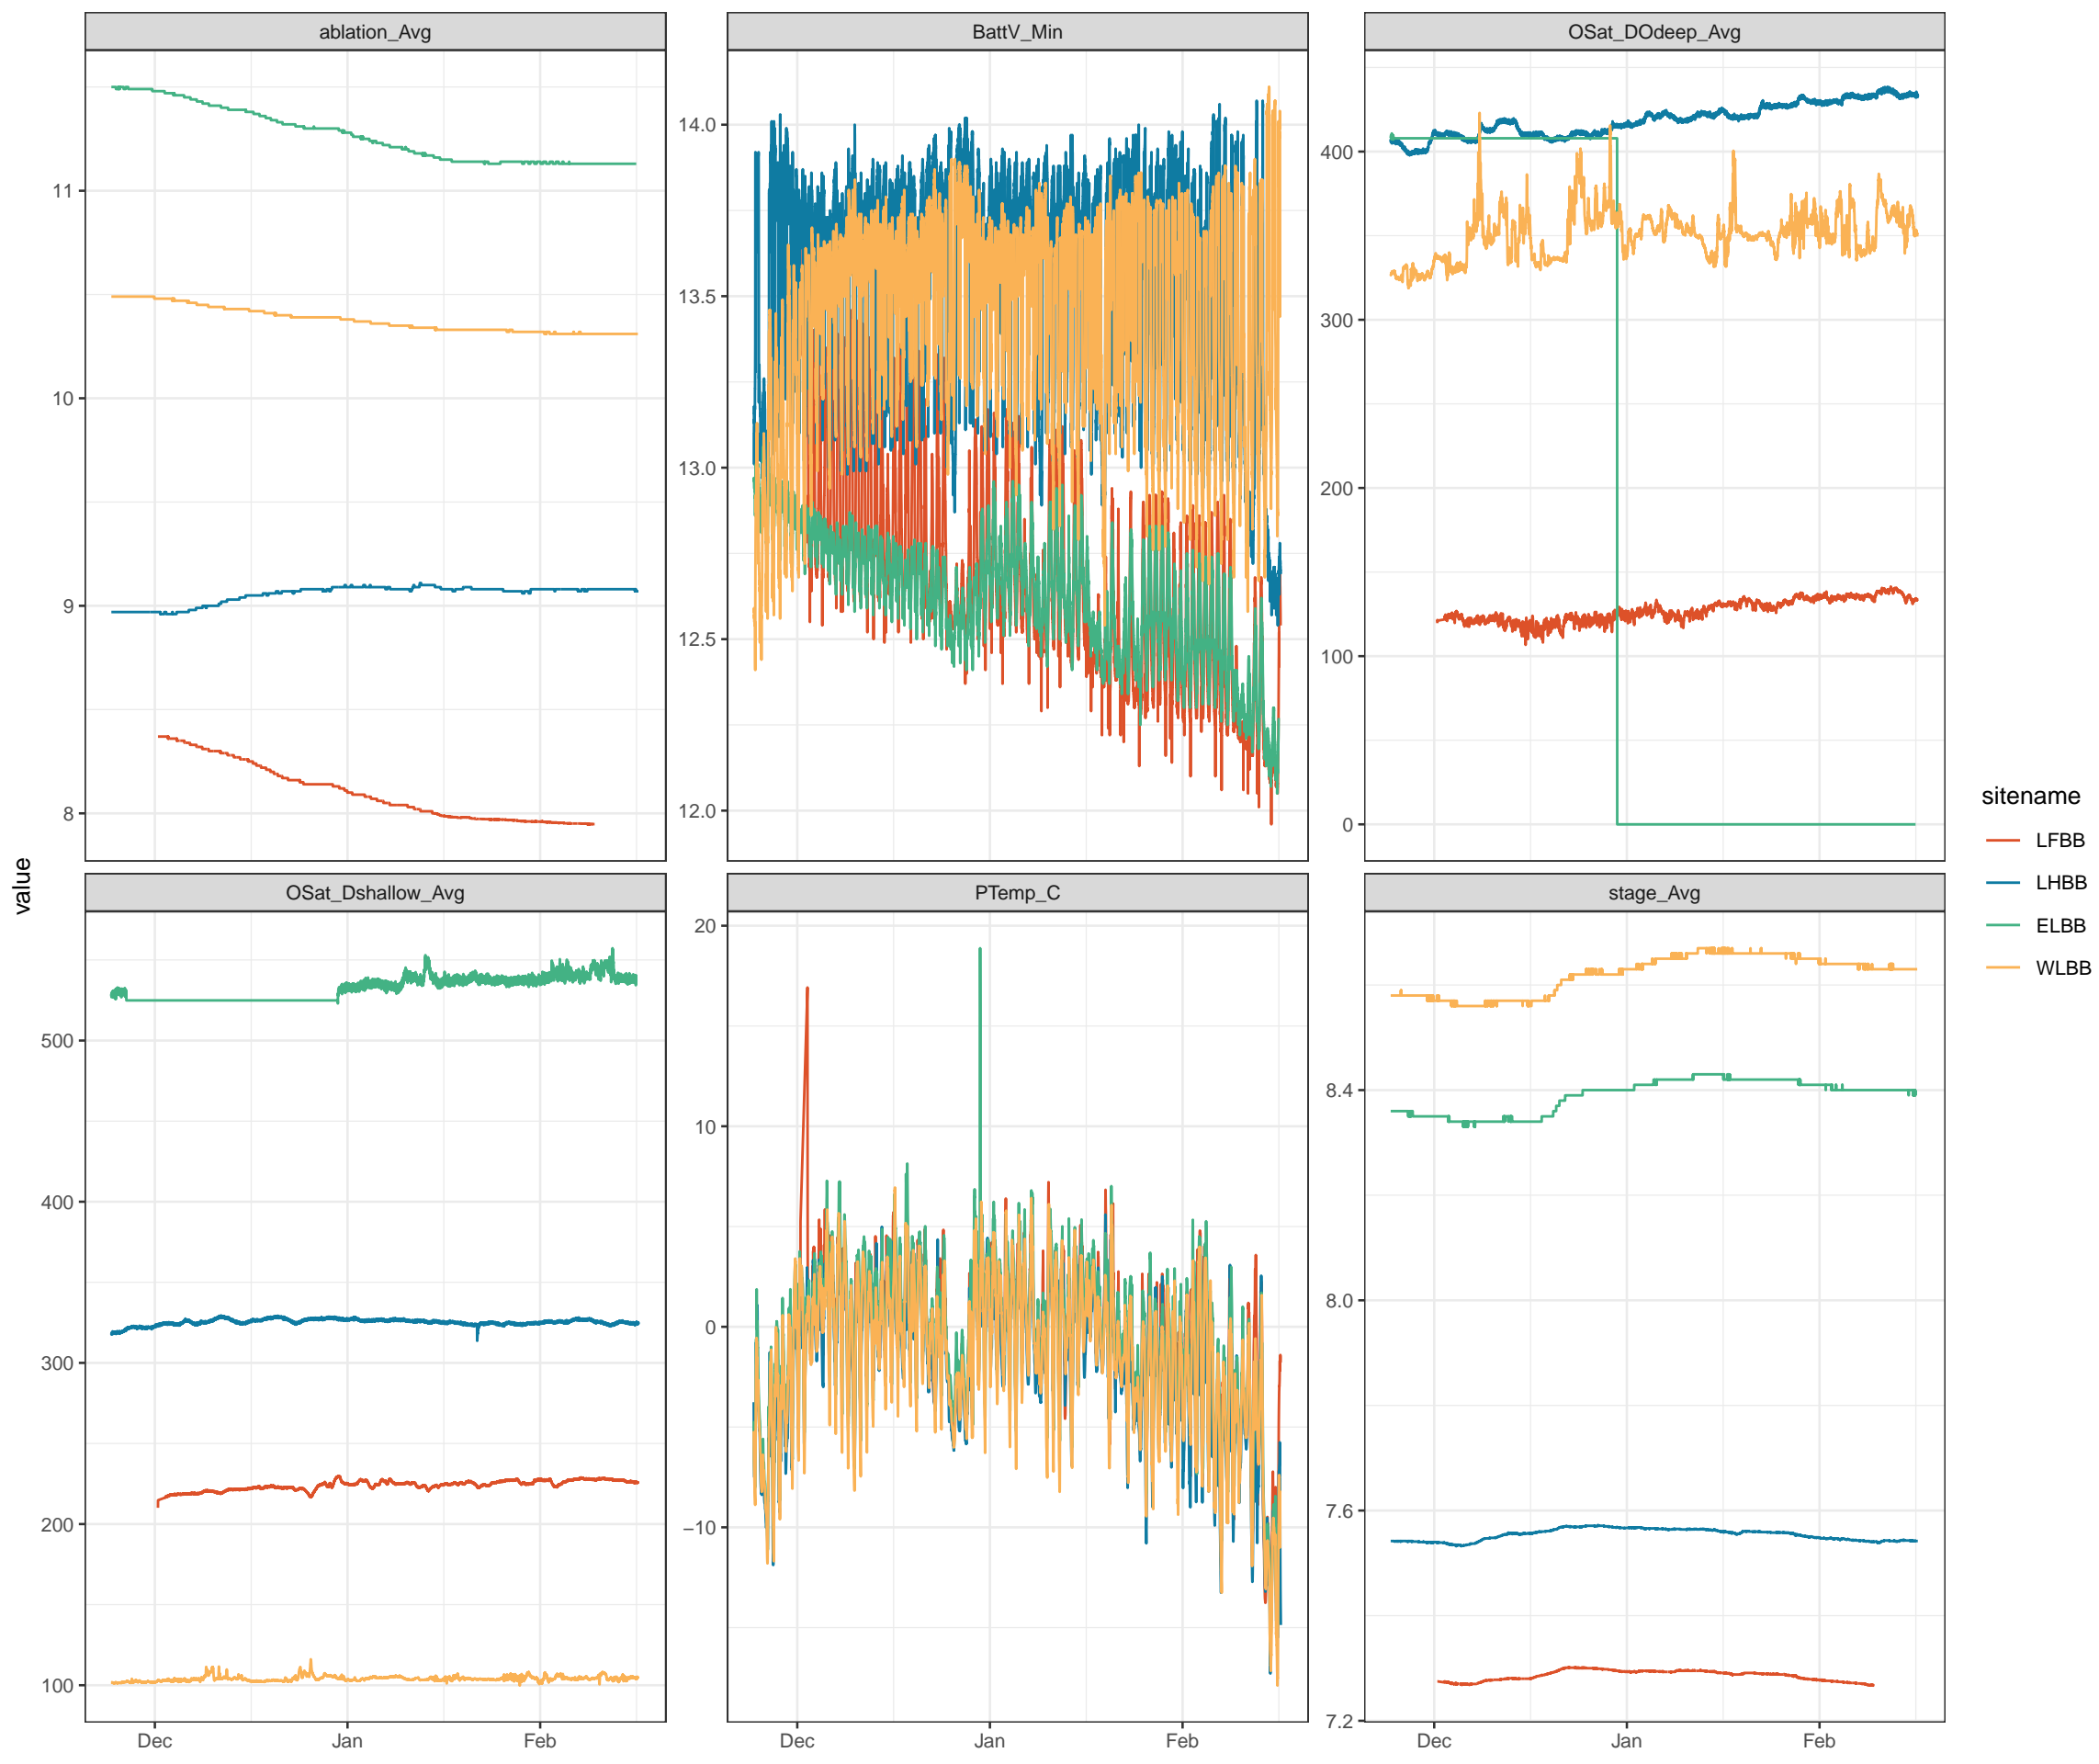 ablation_Avg
BattV_Min
OSat_DOdeep_Avg
11
10
9
8
14.0
13.5
13.0
12.5
12.0
400
300
200
100
0
value
OSat_Dshallow_Avg
PTemp_C
stage_Avg
500
400
300
200
100
20
10
0
−10
8.4
8.0
7.6
7.2
Dec Jan Feb
Dec Jan Feb
Dec Jan Feb
sitename
LFBB
LHBB
ELBB
WLBB